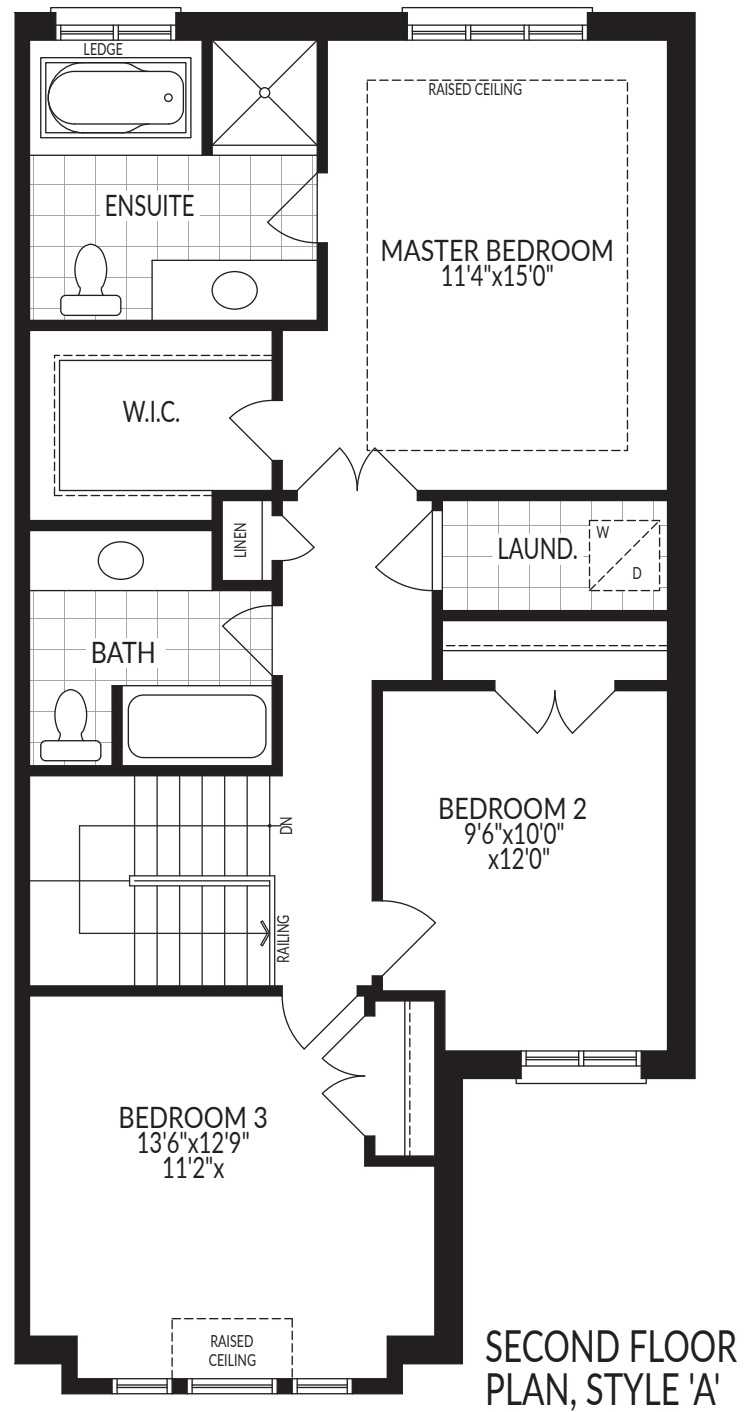 LEDGE
RAISED CEILING
ENSUITE
MASTER BEDROOM
11'4"x15'0"
W.I.C.
LINEN
LAUND.
W
D
BATH
BEDROOM 2
9'6"x10'0"
x12'0"
DN
RAILING
BEDROOM 3
13'6"x12'9"
11'2"x
RAISED
CEILING
SECOND FLOOR
PLAN, STYLE 'A'